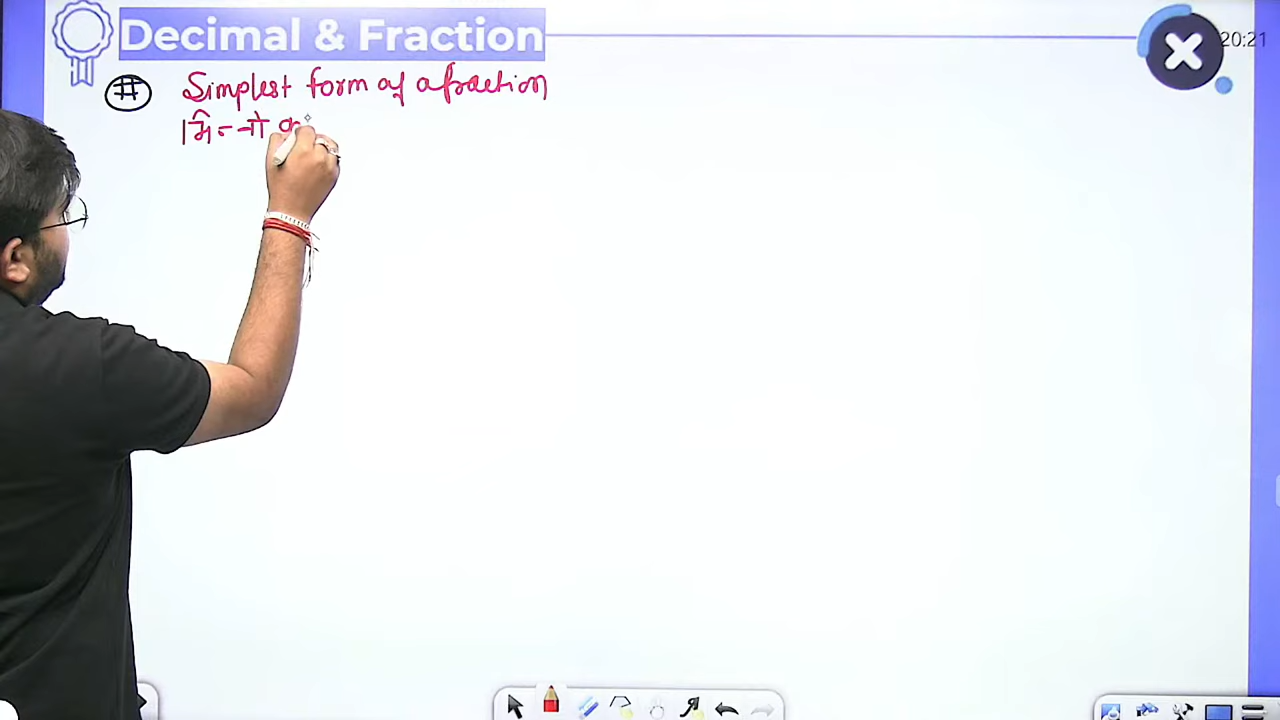 Decimal & Fraction
20:21
# Simplest form of a fraction
भिन्नों